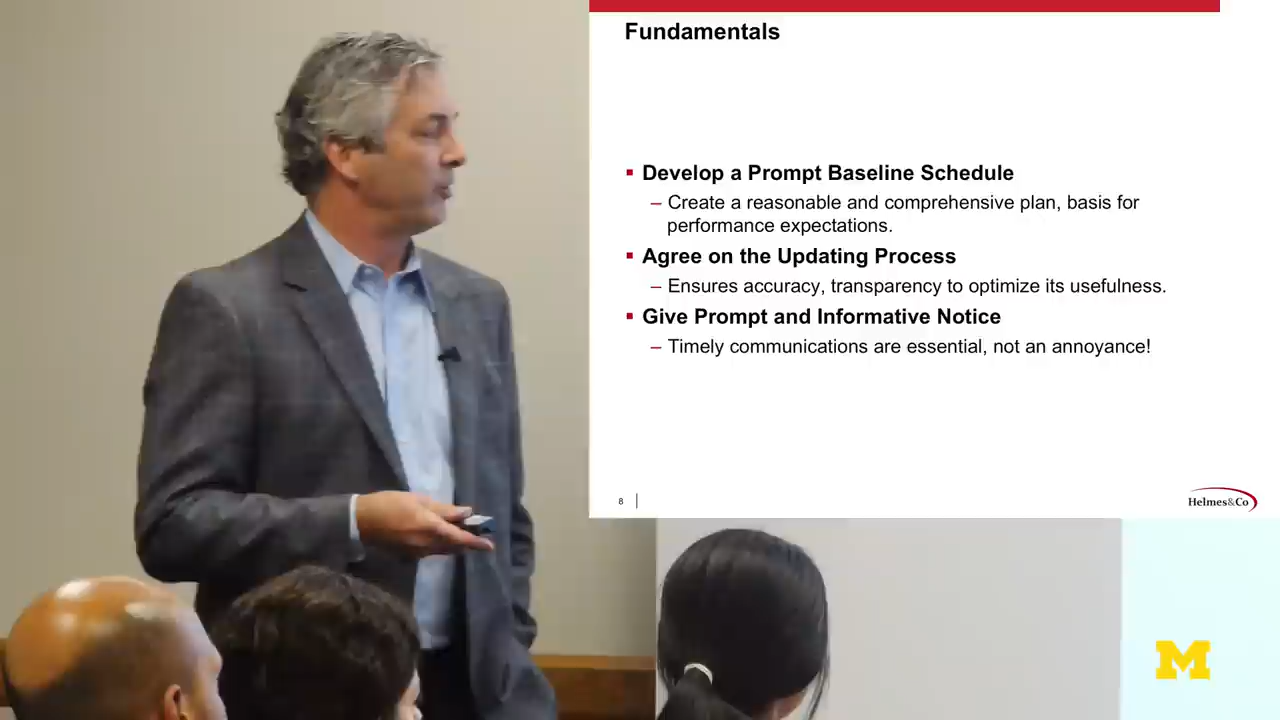 Fundamentals
▪ Develop a Prompt Baseline Schedule
– Create a reasonable and comprehensive plan, basis for
performance expectations.
▪ Agree on the Updating Process
– Ensures accuracy, transparency to optimize its usefulness.
▪ Give Prompt and Informative Notice
– Timely communications are essential, not an annoyance!
8
Helmes&Co
M